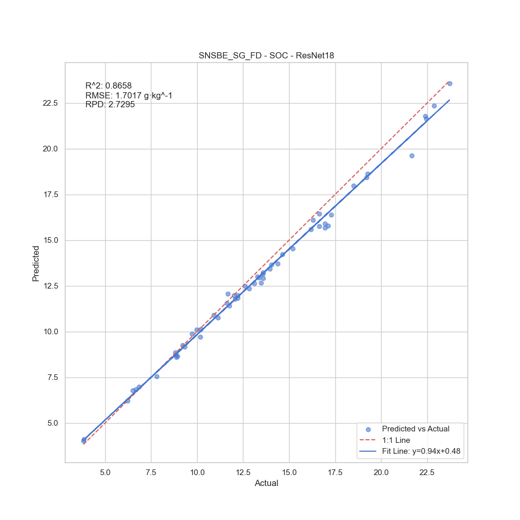 SNSBE_SG_FD - SOC - ResNet18
R^2: 0.8658
RMSE: 1.7017 g·kg^-1
RPD: 2.7295
22.5
20.0
17.5
15.0
12.5
10.0
7.5
5.0
Predicted
Predicted vs Actual
1:1 Line
Fit Line: y=0.94x+0.48
5.0 7.5 10.0 12.5 15.0 17.5 20.0 22.5
Actual